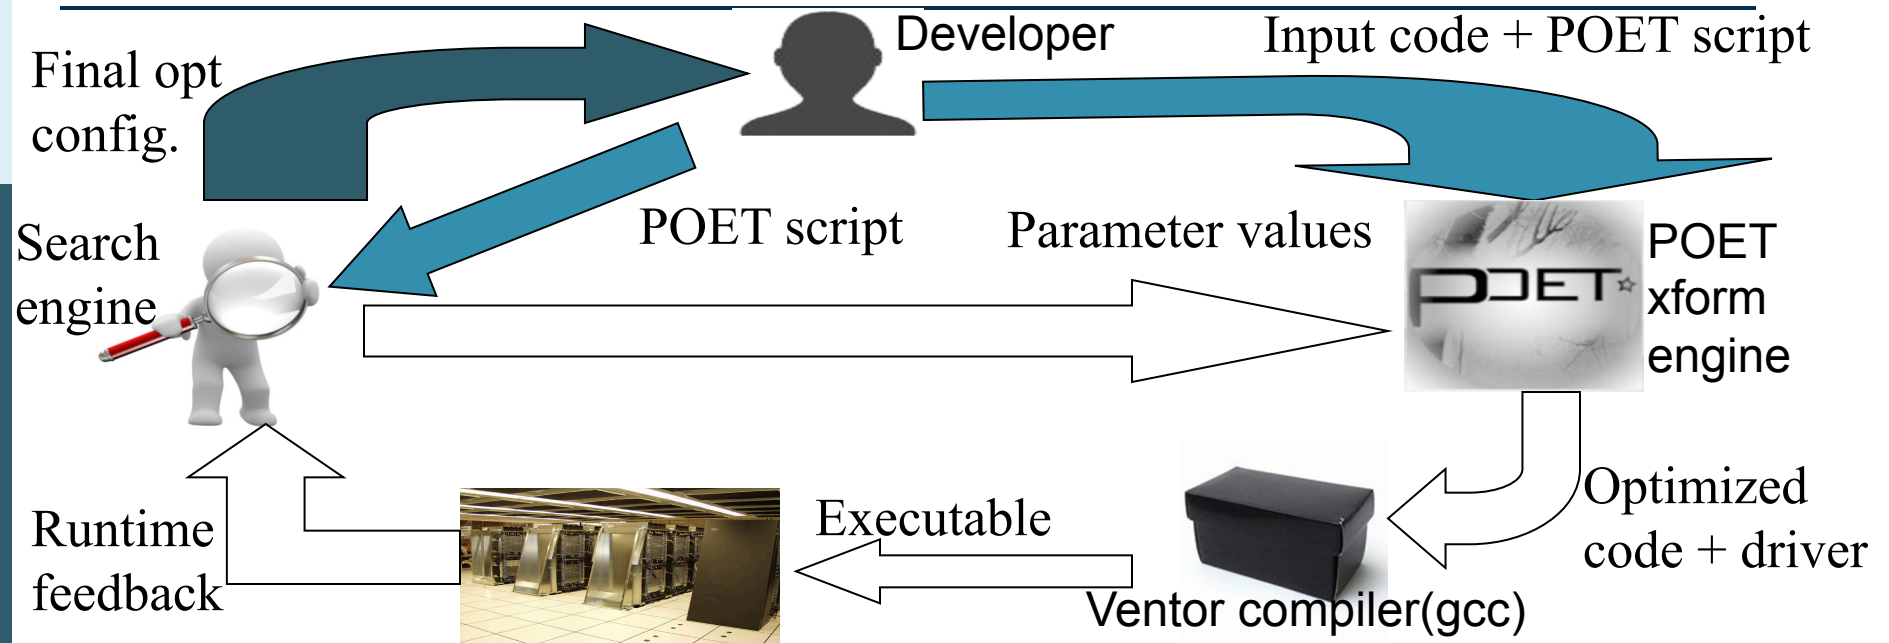 Developer
Input code + POET script
Final opt
config.
POET script
Parameter values
Search
engine
POET
POET
xform
engine
Optimized
code + driver
Executable
Runtime
feedback
Ventor compiler(gcc)